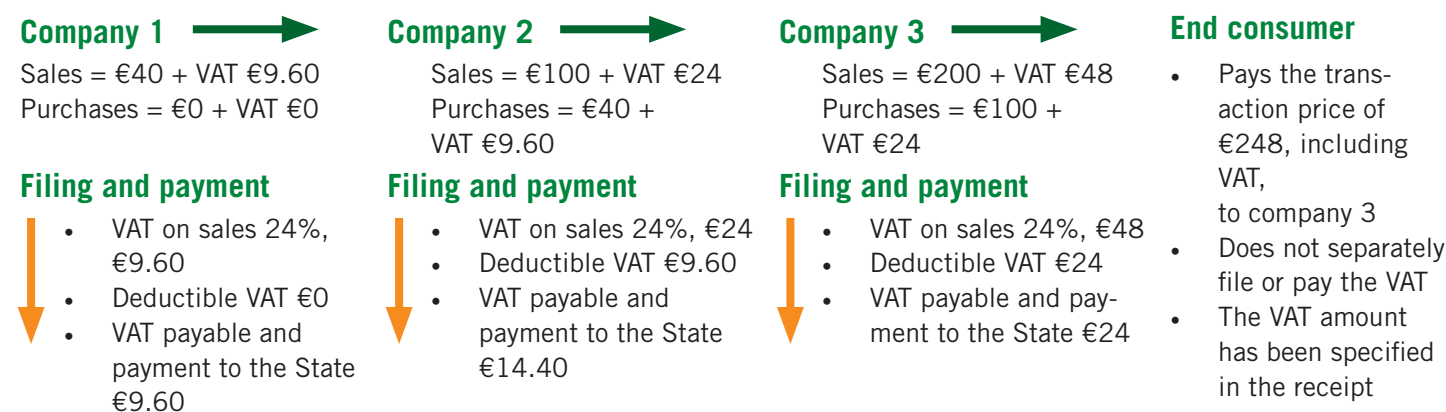 Company 1
Sales = €40 + VAT €9.60
Purchases = €0 + VAT €0
Filing and payment
• VAT on sales 24%,
€9.60
• Deductible VAT €0
• VAT payable and
payment to the State
€9.60
Company 2
Sales = €100 + VAT €24
Purchases = €40 +
VAT €9.60
Filing and payment
• VAT on sales 24%, €24
• Deductible VAT €9.60
• VAT payable and
payment to the State
€14.40
Company 3
Sales = €200 + VAT €48
Purchases = €100 +
VAT €24
Filing and payment
• VAT on sales 24%, €48
• Deductible VAT €24
• VAT payable and pay-
ment to the State €24
End consumer
• Pays the trans-
action price of
€248, including
VAT,
to company 3
• Does not separately
file or pay the VAT
• The VAT amount
has been specified
in the receipt